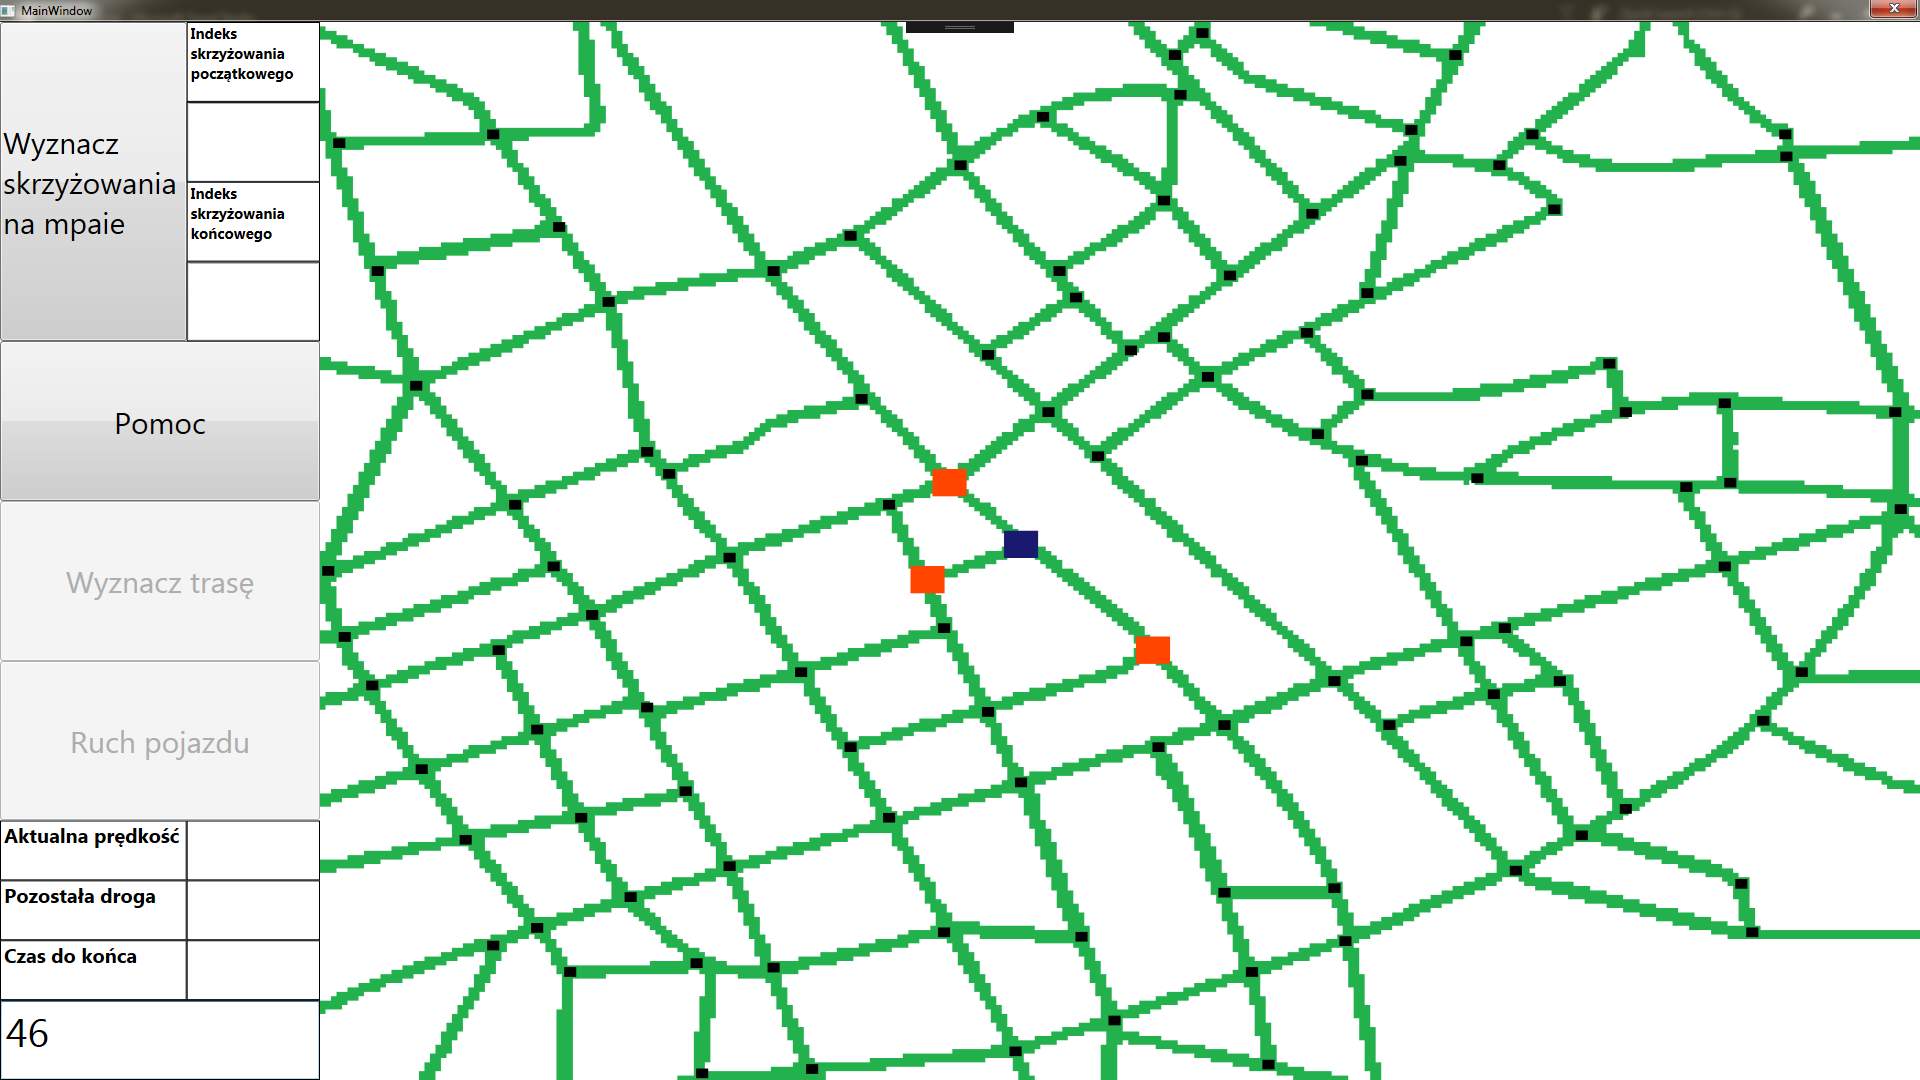 MainWindow
Wyznacz
skrzyżowania
na mpaie
Indeks
skrzyżowania
początkowego
Indeks
skrzyżowania
końcowego
Pomoc
Wyznacz trasę
Ruch pojazdu
Aktualna prędkość
Pozostała droga
Czas do końca
46